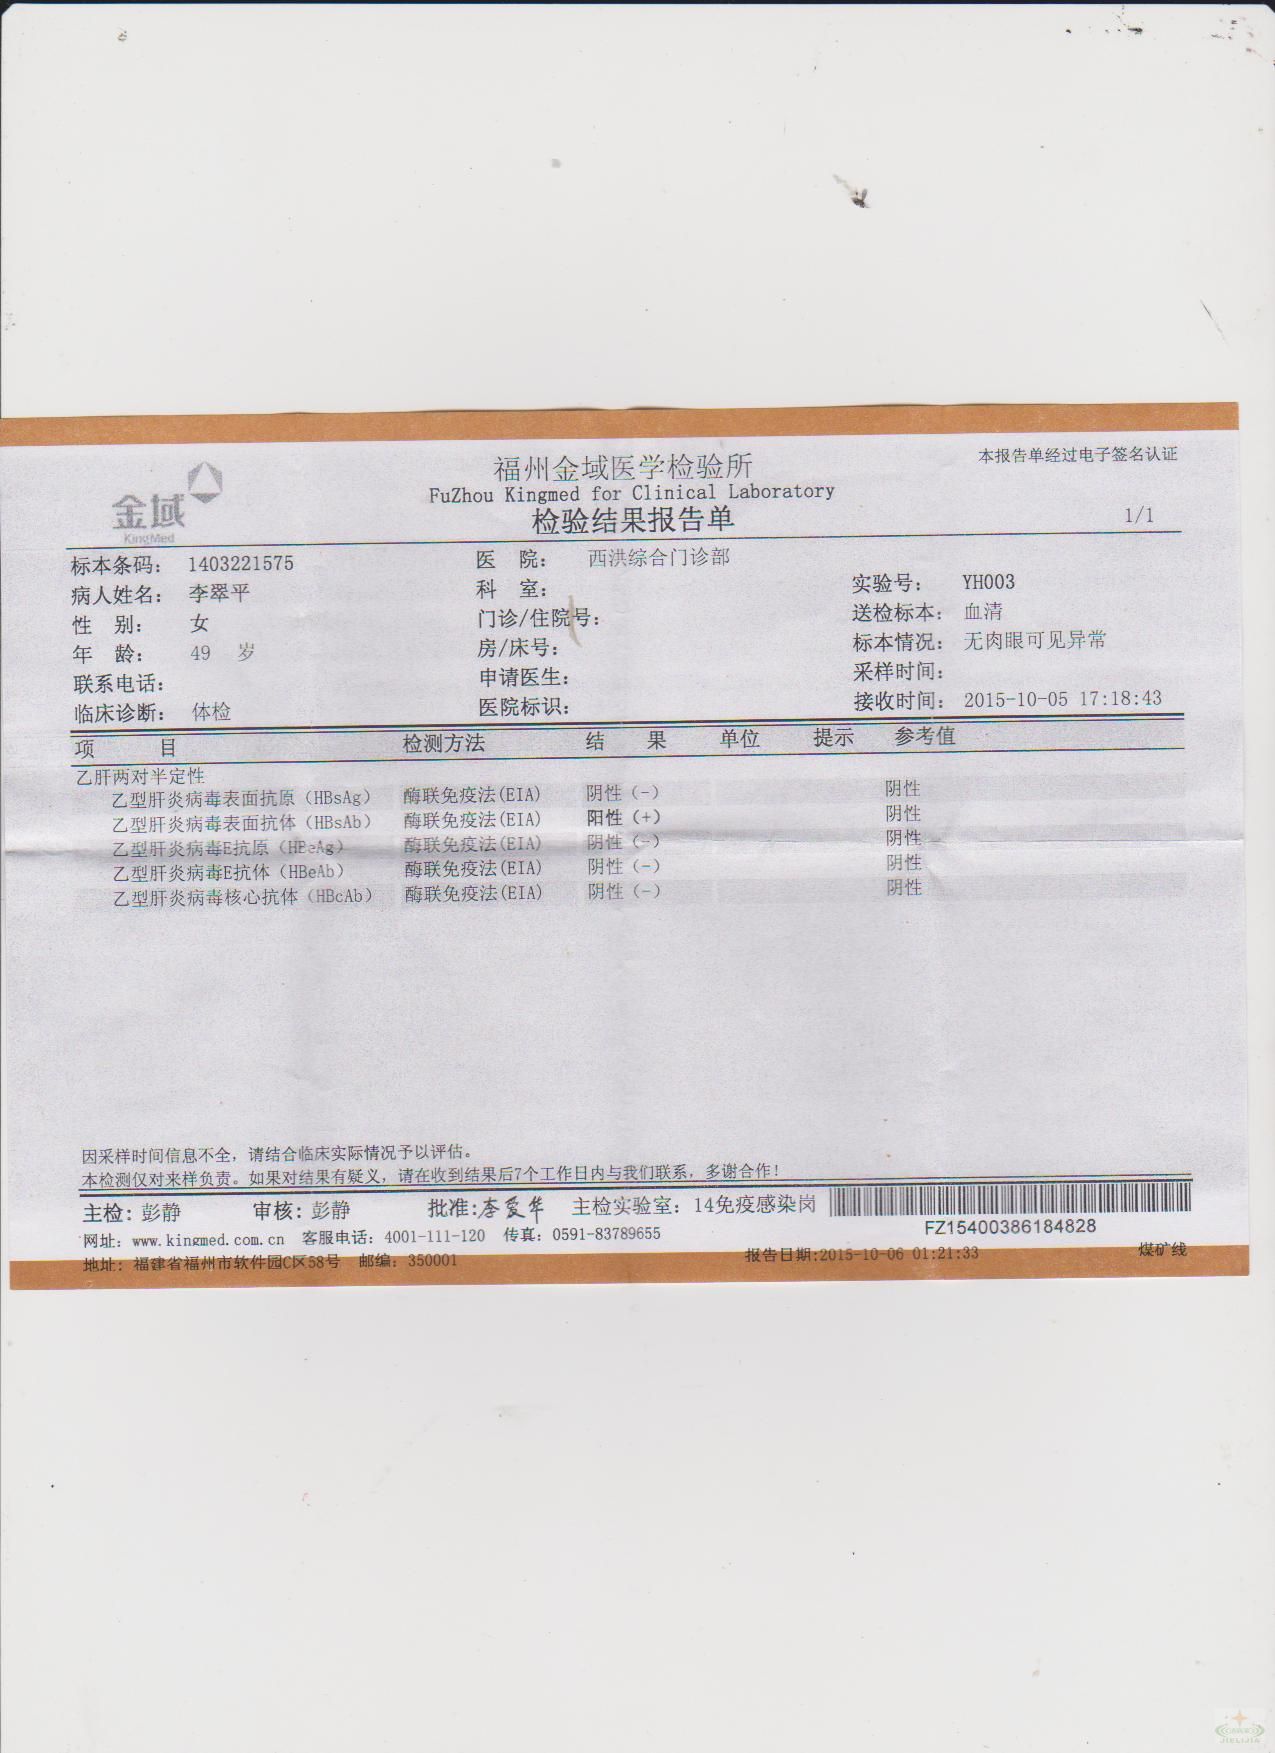 本报告单经过电子签名认证
福州金域医学检验所
FuZhou Kingmed for Clinical Laboratory
检验结果报告单
1/1
金域
KingMed
标本条码: 1403221575 医 院: 西洪综合门诊部
病人姓名: 李翠平 科 室: 实验号: YH003
性 别: 女 门诊/住院号: 送检标本: 血清
年 龄: 49 岁 房/床号: 标本情况: 无肉眼可见异常
联系电话: 申请医生: 采样时间:
临床诊断: 体检 医院标识: 接收时间: 2015-10-05 17:18:43
项 目 检测方法 结 果 单位 提示 参考值
乙肝两对半定性
乙型肝炎病毒表面抗原(HBsAg) 酶联免疫法(EIA) 阴性(-) 阴性
乙型肝炎病毒表面抗体(HBsAb) 酶联免疫法(EIA) 阳性(+) 阴性
乙型肝炎病毒E抗原(HBeAg) 酶联免疫法(EIA) 阴性(-) 阴性
乙型肝炎病毒E抗体(HBeAb) 酶联免疫法(EIA) 阴性(-) 阴性
乙型肝炎病毒核心抗体(HBcAb) 酶联免疫法(EIA) 阴性(-) 阴性
因采样时间信息不全，请结合临床实际情况予以评估。
本检测仅对来样负责。如果对结果有疑义，请在收到结果后7个工作日内与我们联系，多谢合作！
主检: 彭静 审核: 彭静 批准: 李爱华 主检实验室: 14免疫感染岗
FZ15400386184828
网址: www.kingmed.com.cn 客服电话: 4001-111-120 传真: 0591-83789655
地址: 福建省福州市软件园C区58号 邮编: 350001 报告日期:2015-10-06 01:21:33 煤矿线
JIELIJIA